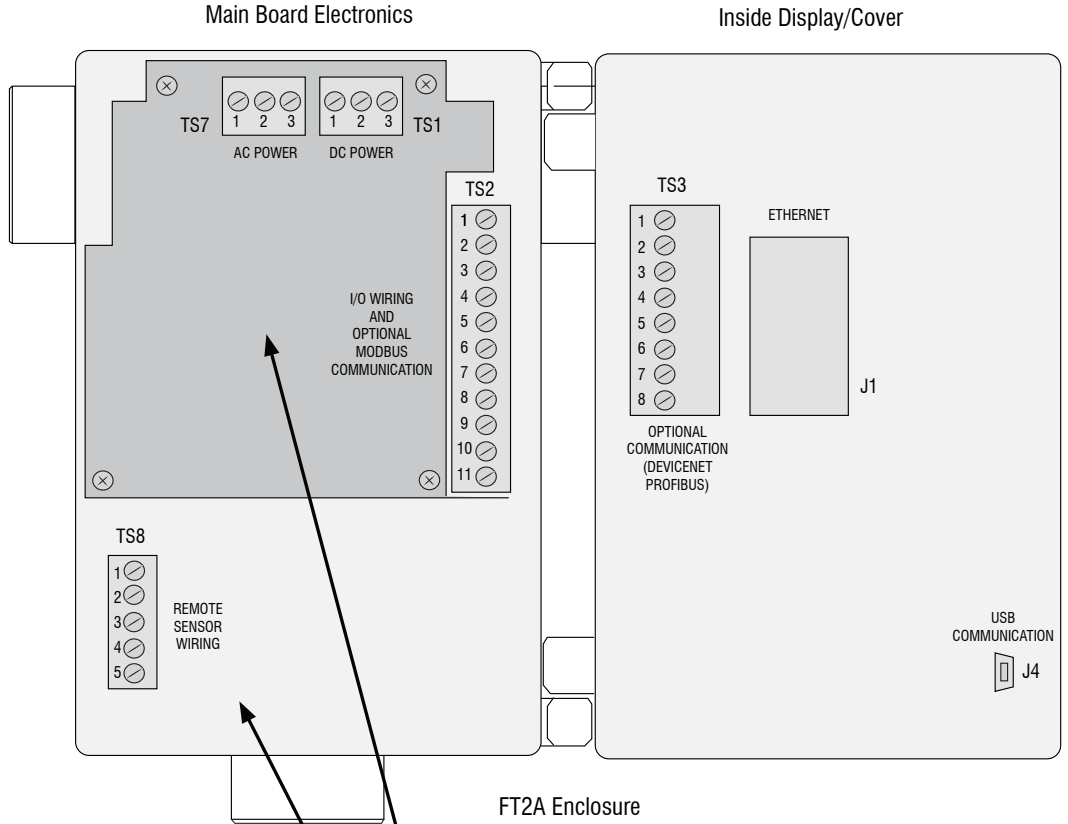 Main Board Electronics
Inside Display/Cover
TS7
1 2 3
AC POWER
1 2 3
DC POWER
TS1
TS2
1
2
3
4
5
6
7
8
9
10
11
I/O WIRING
AND
OPTIONAL
MODBUS
COMMUNICATION
TS8
1
2
3
4
5
REMOTE
SENSOR
WIRING
TS3
1
2
3
4
5
6
7
8
OPTIONAL
COMMUNICATION
(DEVICENET
PROFIBUS)
ETHERNET
J1
USB
COMMUNICATION
J4
FT2A Enclosure